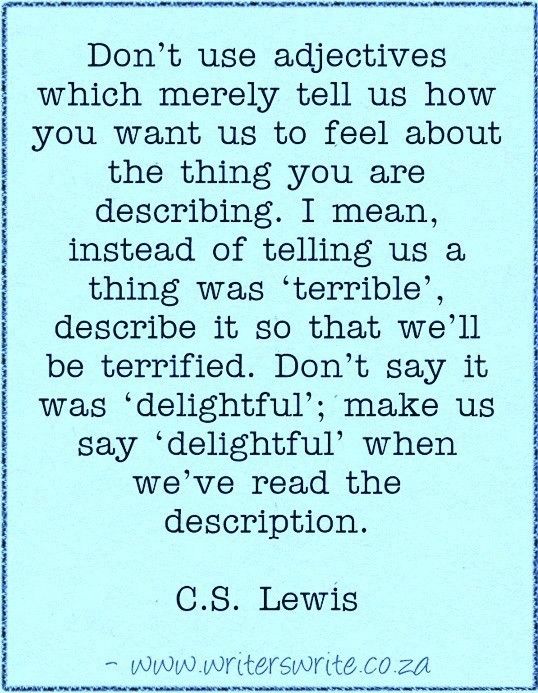 Don’t use adjectives
which merely tell us how
you want us to feel about
the thing you are
describing. I mean,
instead of telling us a
thing was ‘terrible’,
describe it so that we’ll
be terrified. Don’t say it
was ‘delightful’; make us
say ‘delightful’ when
we’ve read the
description.
C.S. Lewis
- www.writerswrite.co.za